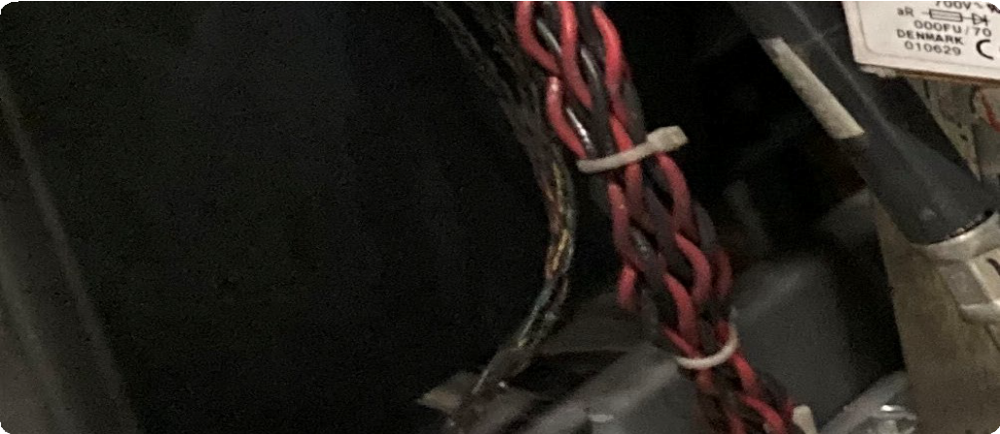 700V~
aR
000FU/70
DENMARK
010629